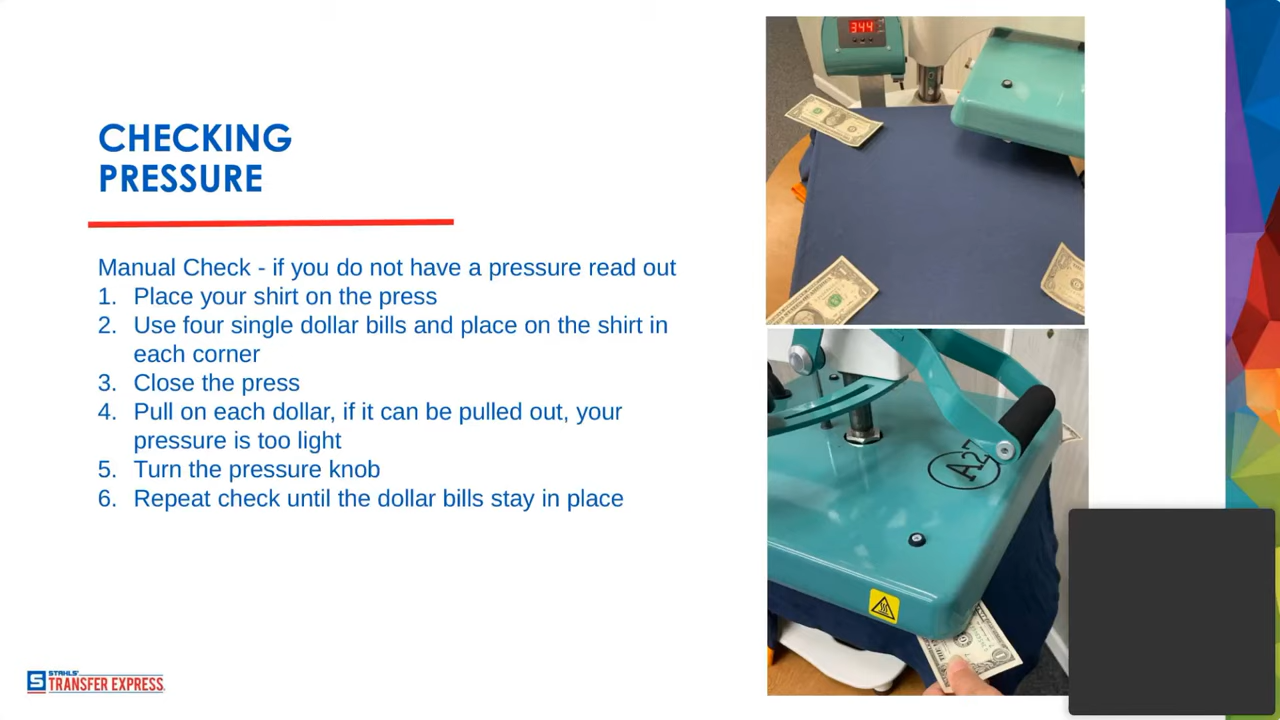 CHECKING
PRESSURE
Manual Check - if you do not have a pressure read out
1. Place your shirt on the press
2. Use four single dollar bills and place on the shirt in
each corner
3. Close the press
4. Pull on each dollar, if it can be pulled out, your
pressure is too light
5. Turn the pressure knob
6. Repeat check until the dollar bills stay in place
344
A27
S STAHLS'
TRANSFER EXPRESS